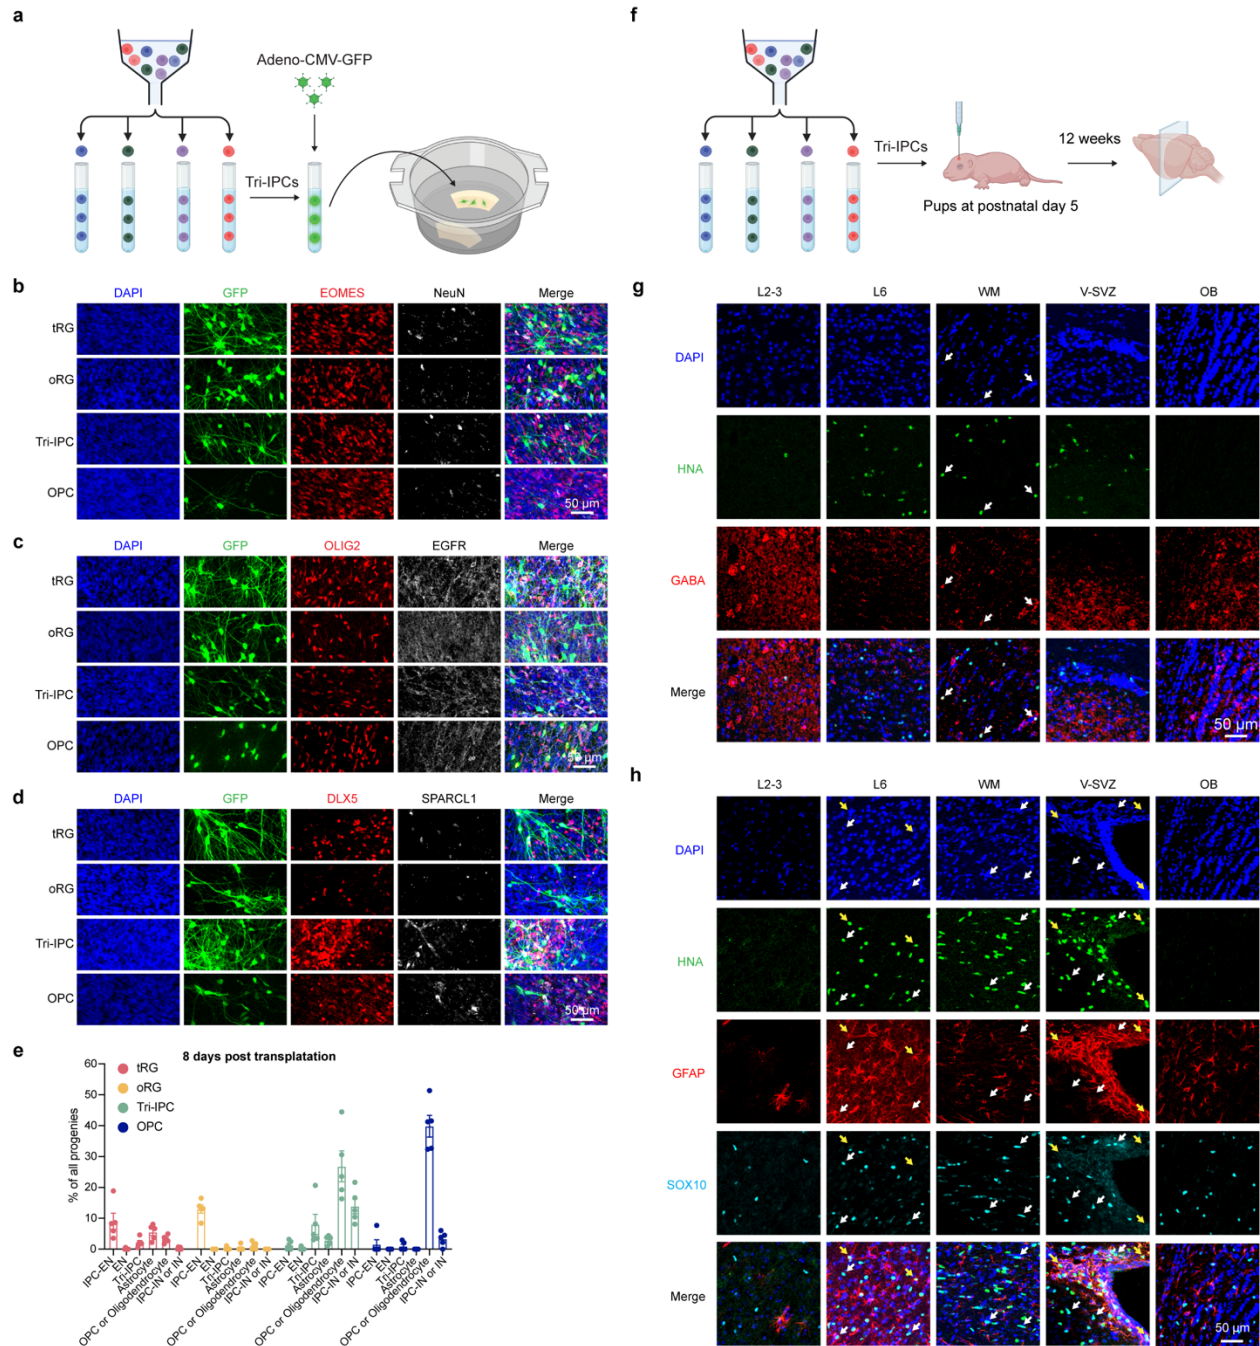 a
Adeno-CMV-GFP
Tri-IPCs
f
Tri-IPCs
12 weeks
Pups at postnatal day 5
b
DAPI GFP EOMES NeuN Merge
tRG
oRG
Tri-IPC
OPC
50 µm
c
DAPI GFP OLIG2 EGFR Merge
tRG
oRG
Tri-IPC
OPC
50 µm
d
DAPI GFP DLX5 SPARCL1 Merge
tRG
oRG
Tri-IPC
OPC
50 µm
e
8 days post transplatation
% of all progenies
60
50
40
30
20
10
0
tRG
oRG
Tri-IPC
OPC
IPC-EN
EN
Tri-IPC
Astrocyte
OPC or Oligodendrocyte
IPC-IN or IN
IPC-EN
EN
Tri-IPC
Astrocyte
OPC or Oligodendrocyte
IPC-IN or IN
IPC-EN
EN
Tri-IPC
Astrocyte
OPC or Oligodendrocyte
IPC-IN or IN
IPC-EN
EN
Tri-IPC
Astrocyte
OPC or Oligodendrocyte
IPC-IN or IN
g
L2-3 L6 WM V-SVZ OB
DAPI
HNA
GABA
Merge
50 µm
h
L2-3 L6 WM V-SVZ OB
DAPI
HNA
GFAP
SOX10
Merge
50 µm